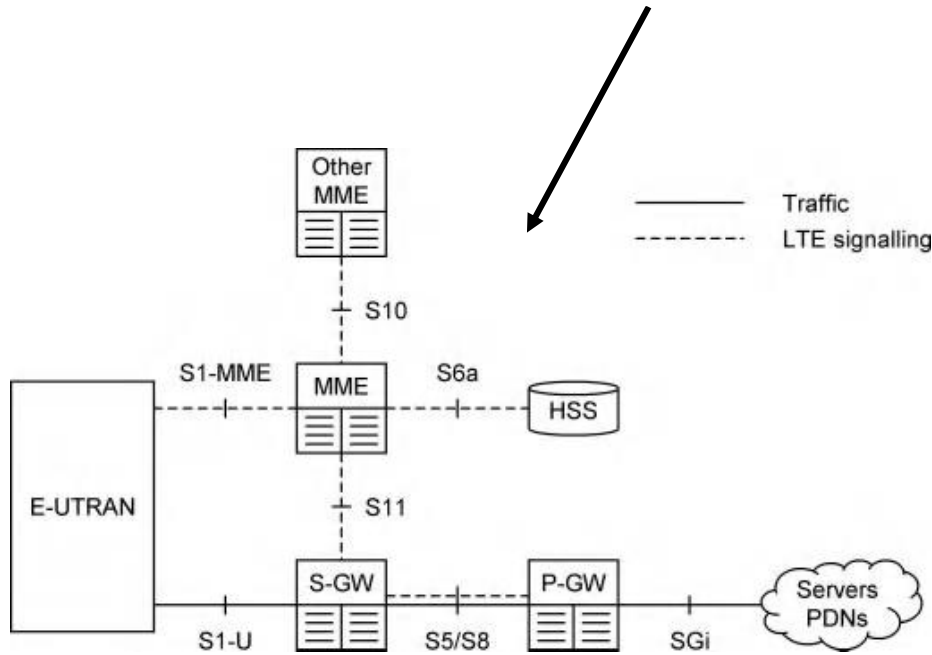 Other
MME
Traffic
LTE signalling
S10
S1-MME
MME
S6a
HSS
E-UTRAN
S11
S-GW
P-GW
Servers
PDNs
S1-U
S5/S8
SGi